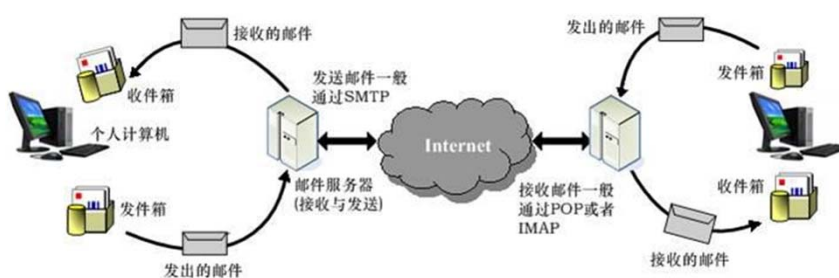 接收的邮件
收件箱
个人计算机
发件箱
发出的邮件
发送邮件一般
通过SMTP
邮件服务器
(接收与发送)
Internet
发出的邮件
发件箱
接收邮件一般
通过POP或者
IMAP
收件箱
接收的邮件